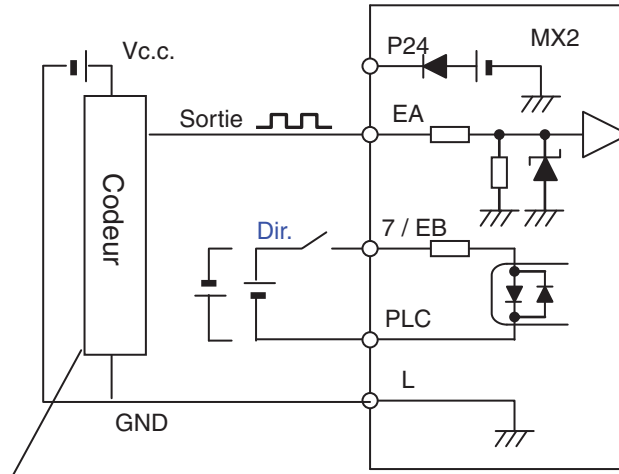 Vc.c.
P24
MX2
Sortie
EA
Codeur
Dir.
7 / EB
PLC
L
GND